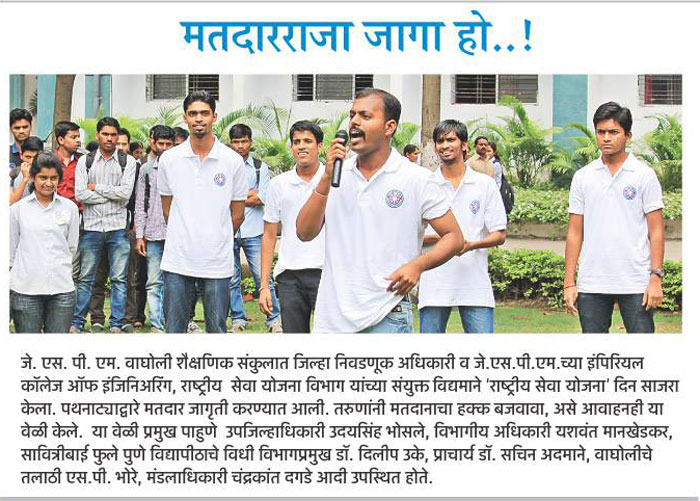 मतदारराजा जागा हो..!
जे. एस. पी. एम. वाघोली शैक्षणिक संकुलात जिल्हा निवडणूक अधिकारी व जे.एस.पी.एम.च्या इंपिरियल
कॉलेज ऑफ इंजिनिअरिंग, राष्ट्रीय सेवा योजना विभाग यांच्या संयुक्त विद्यमाने ‘राष्ट्रीय सेवा योजना’ दिन साजरा
केला. पथनाट्याद्वारे मतदार जागृती करण्यात आली. तरुणांनी मतदानाचा हक्क बजवावा, असे आवाहनही या
वेळी केले. या वेळी प्रमुख पाहुणे उपजिल्हाधिकारी उदयसिंह भोसले, विभागीय अधिकारी यशवंत मानखेडकर,
सावित्रीबाई फुले पुणे विद्यापीठाचे विधी विभागप्रमुख डॉ. दिलीप उके, प्राचार्य डॉ. सचिन अदमाने, वाघोलीचे
तलाठी एस.पी. भोरे, मंडलाधिकारी चंद्रकांत दगडे आदी उपस्थित होते.